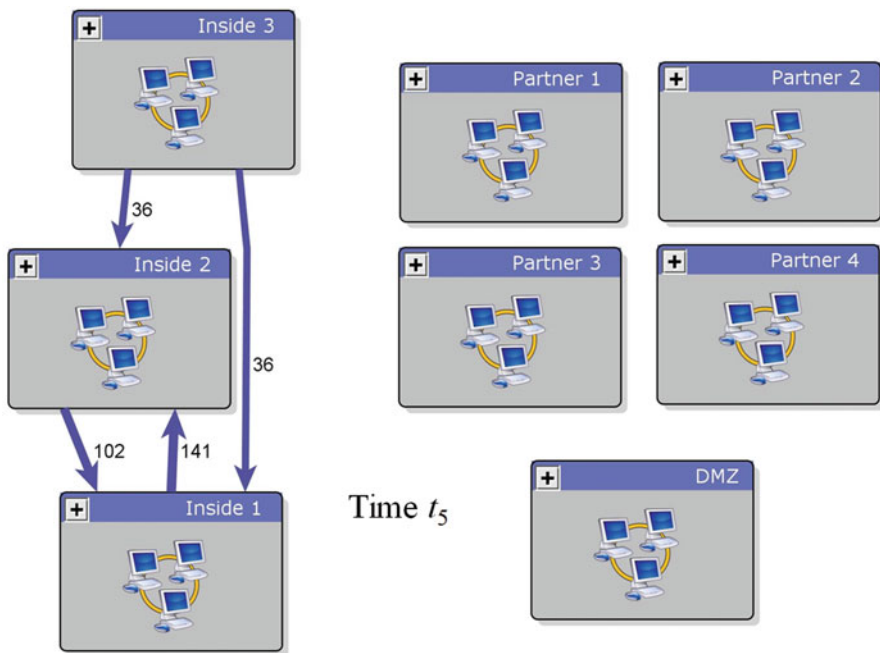 Inside 3
Partner 1
Partner 2
36
Inside 2
Partner 3
Partner 4
36
102
141
Inside 1
Time t5
DMZ